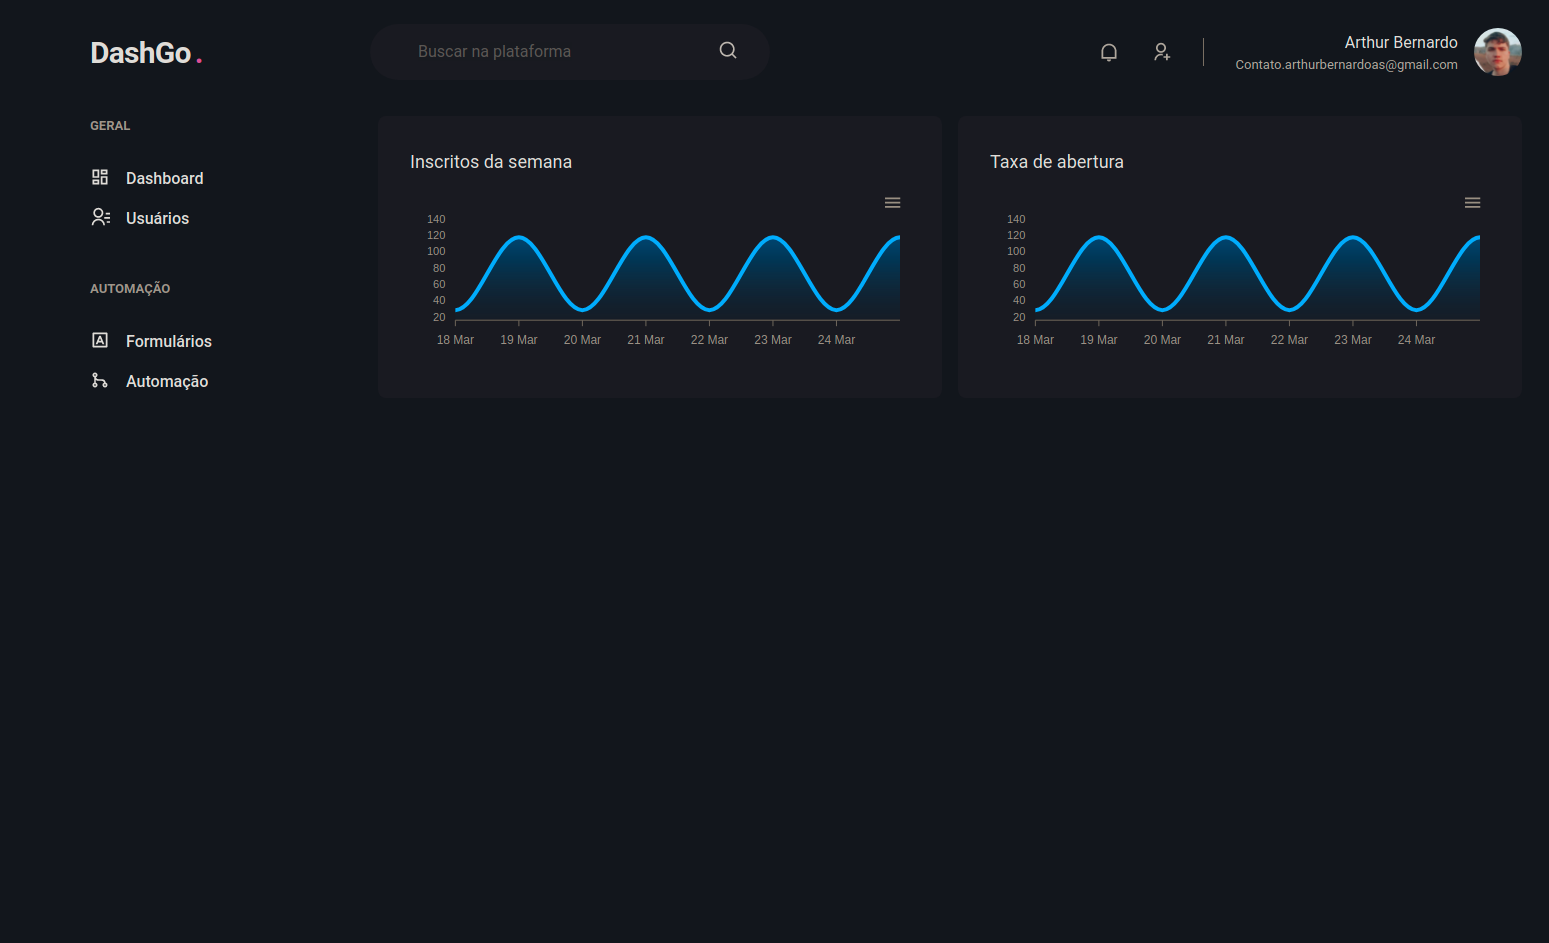 DashGo.
Buscar na plataforma
Arthur Bernardo
Contato.arthurbernardoas@gmail.com
GERAL
Dashboard
Usuários
AUTOMAÇÃO
Formulários
Automação
Inscritos da semana
140
120
100
80
60
40
20
18 Mar 19 Mar 20 Mar 21 Mar 22 Mar 23 Mar 24 Mar
Taxa de abertura
140
120
100
80
60
40
20
18 Mar 19 Mar 20 Mar 21 Mar 22 Mar 23 Mar 24 Mar